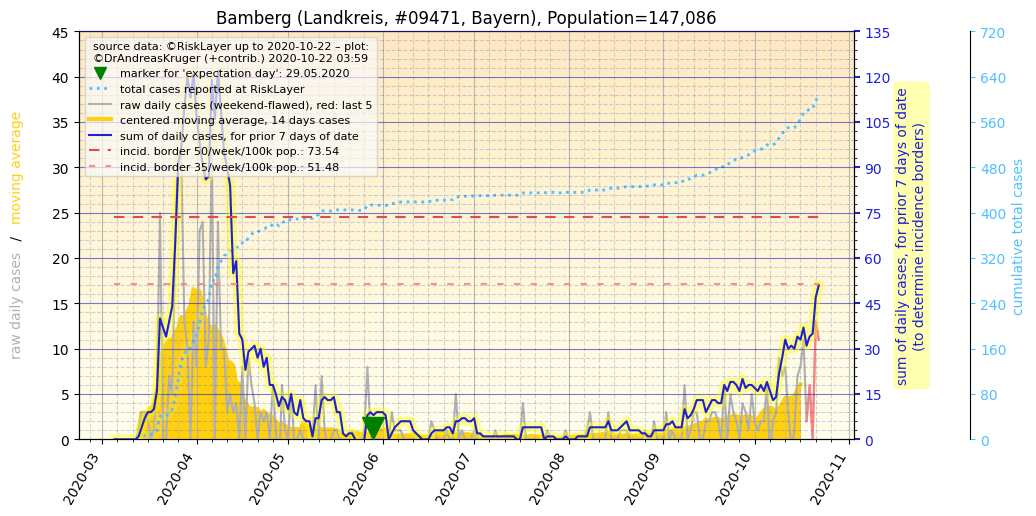 Bamberg (Landkreis, #09471, Bayern), Population=147,086
source data: ©RiskLayer up to 2020-10-22 – plot:
©DrAndreasKruger (+contrib.) 2020-10-22 03:59
marker for 'expectation day': 29.05.2020
total cases reported at RiskLayer
raw daily cases (weekend-flawed), red: last 5
centered moving average, 14 days cases
sum of daily cases, for prior 7 days of date
incid. border 50/week/100k pop.: 73.54
incid. border 35/week/100k pop.: 51.48
raw daily cases / moving average
45
40
35
30
25
20
15
10
5
0
2020-03
2020-04
2020-05
2020-06
2020-07
2020-08
2020-09
2020-10
2020-11
135
120
105
90
75
60
45
30
15
0
sum of daily cases, for prior 7 days of date
(to determine incidence borders)
720
640
560
480
400
320
240
160
80
0
cumulative total cases